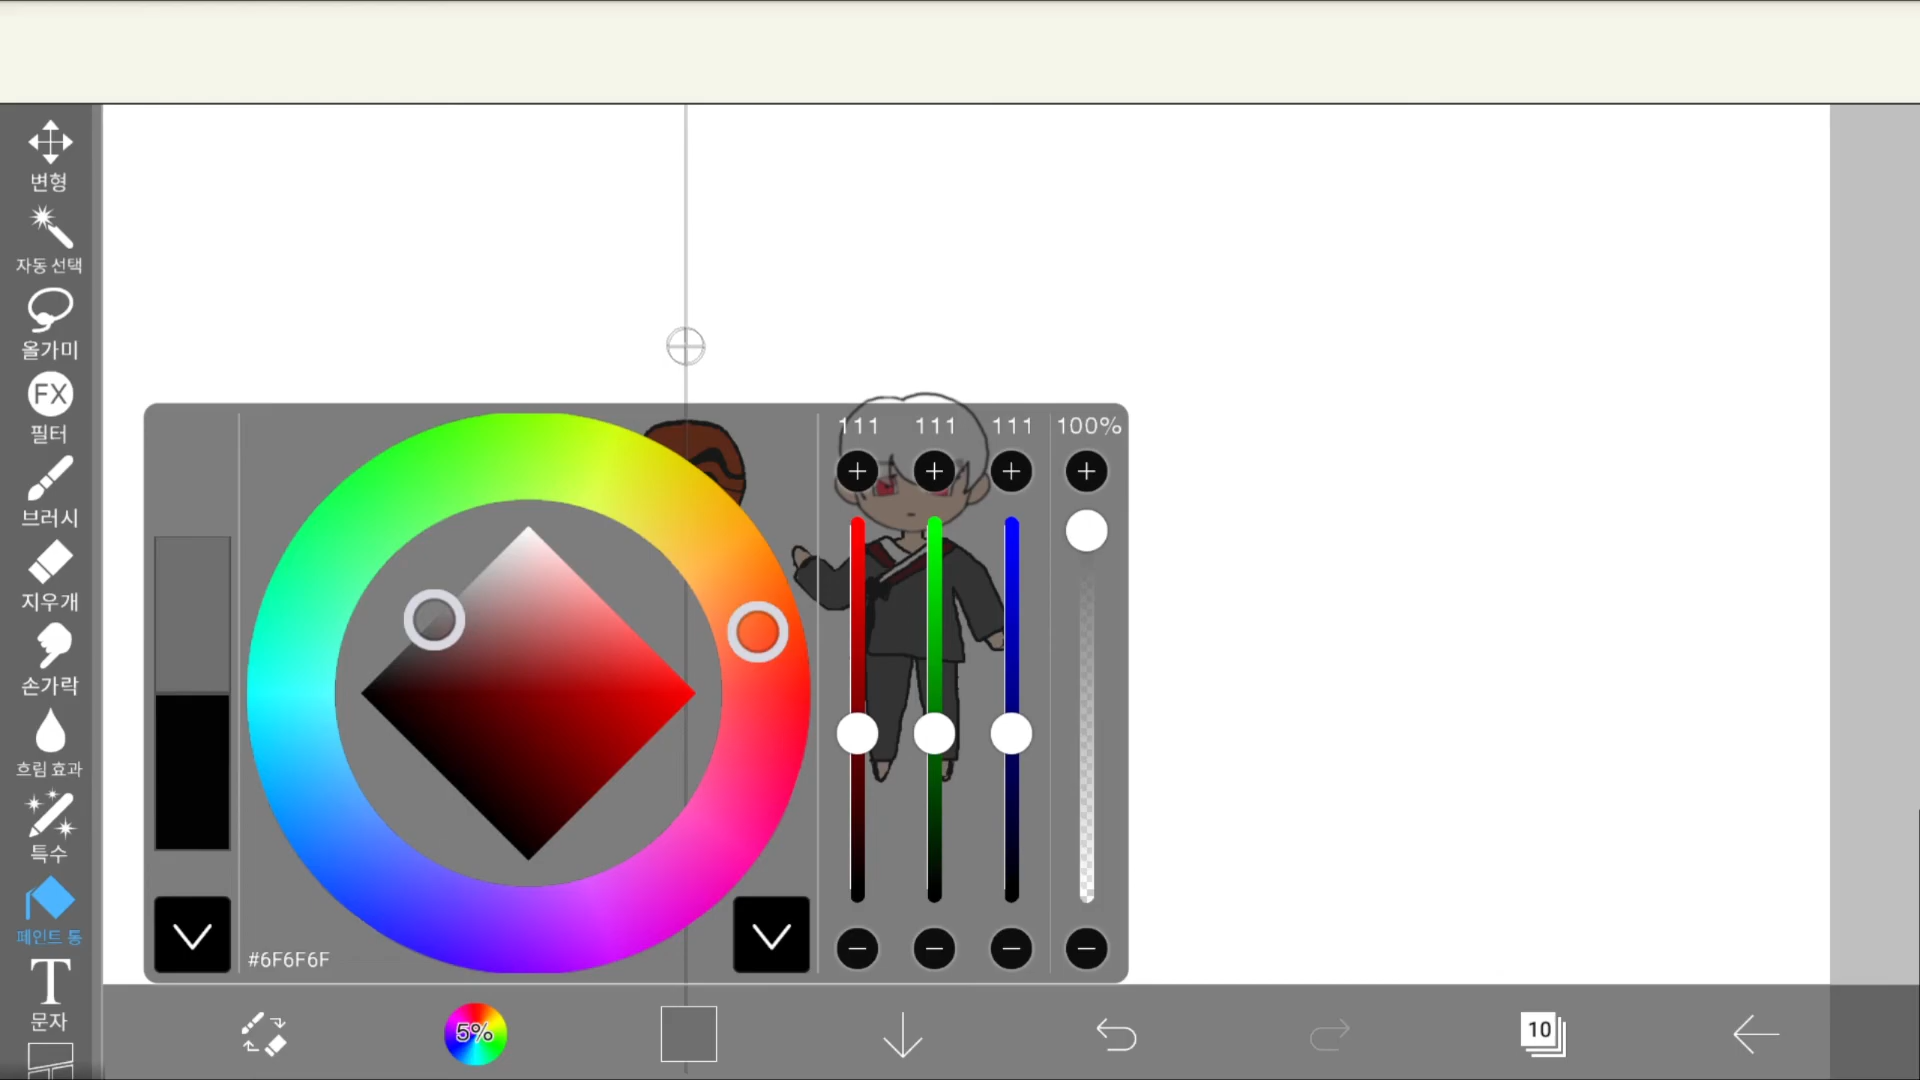 변형
자동 선택
올가미
FX
필터
브러시
지우개
손가락
흐림 효과
특수
페인트 통
T
문자
111 111 111 100%
#6F6F6F
5%
10